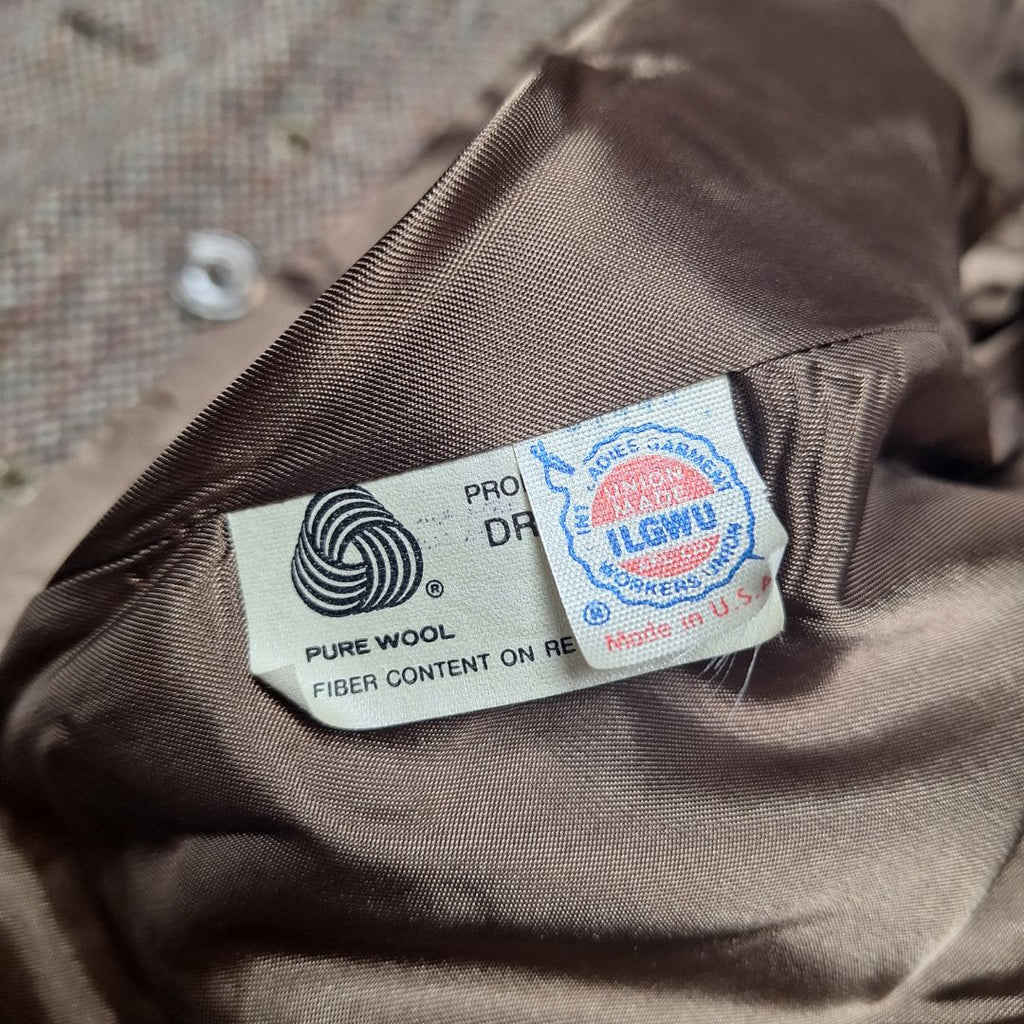 PRO
DR
®
PURE WOOL
FIBER CONTENT ON RE
INT LADIES GARMENT
UNION
MADE
ILGWU
WORKERS UNION
®
Made in U.S.A